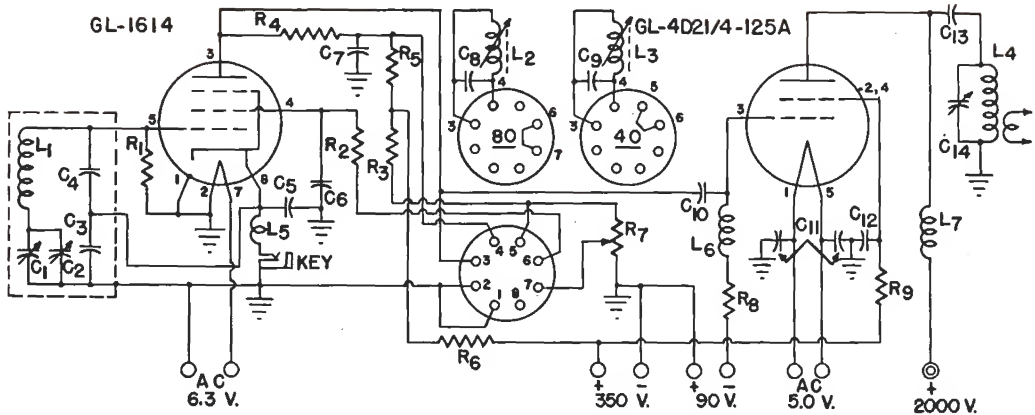 GL-1614
GL-4D21/4-125A
R4
C7
R5
C8
L2
C9
L3
C13
L4
C14
3
5
4
1
2
7
8
R1
L1
C4
C3
C1
C2
C5
C6
R2
R3
L5
KEY
4
3
6
7
80
4
5
3
6
40
3
2, 4
1
5
C10
L6
C11
C12
L7
R7
R8
R9
R6
4
5
3
6
2
7
1
8
AC
6.3 V.
+ 350 V. −
+ 90 V. −
AC
5.0 V.
+
2000 V.